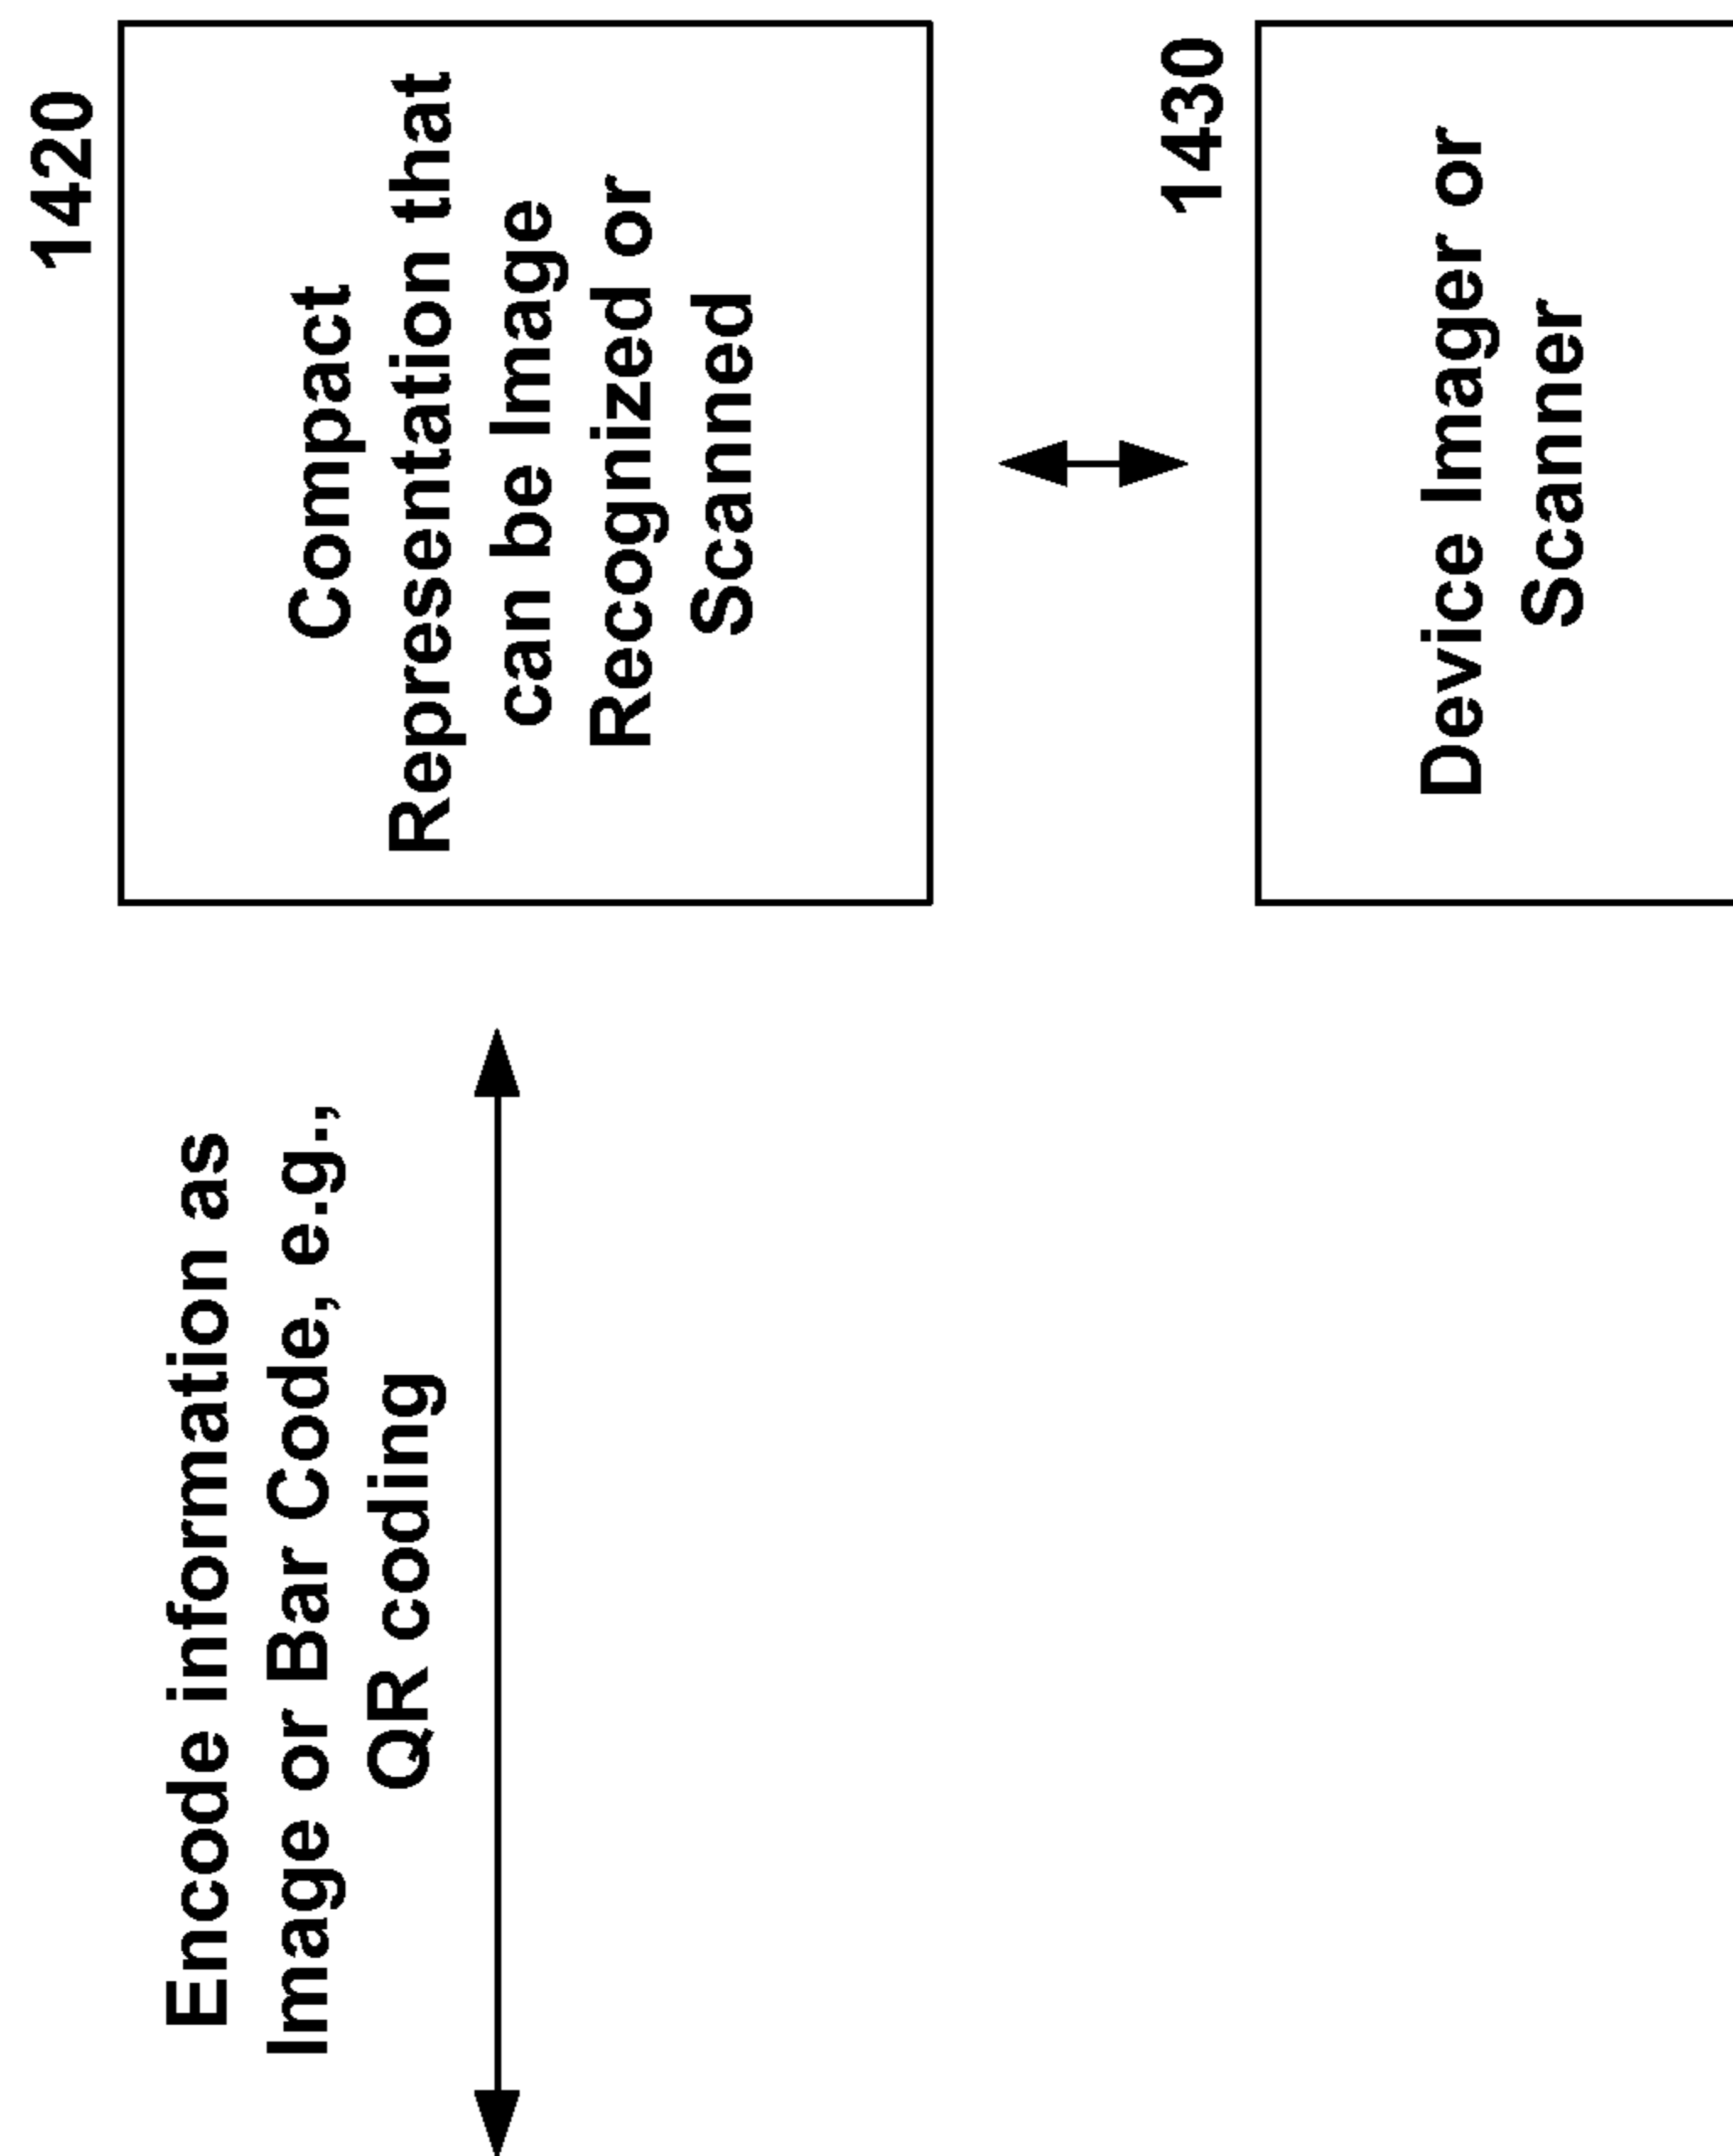 Encode information as
Image or Bar Code, e.g.,
QR coding
1420
Compact
Representation that
can be Image
Recognized or
Scanned
1430
Device Imager or
Scanner